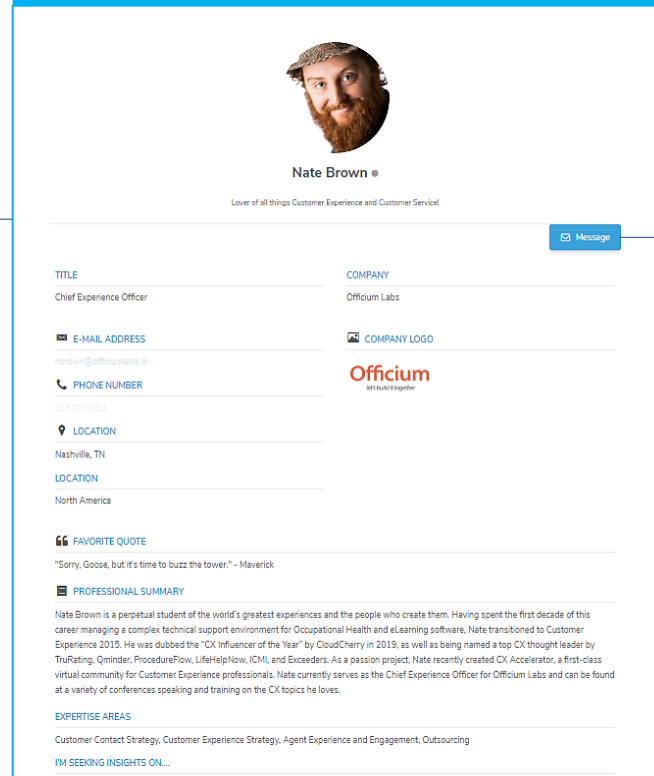 Nate Brown
Lover of all things Customer Experience and Customer Service!
Message
TITLE
Chief Experience Officer
COMPANY
Officium Labs
E-MAIL ADDRESS
nbrown@officiumlabs.io
COMPANY LOGO
Officium
let's build it together
PHONE NUMBER
6157079004
LOCATION
Nashville, TN
LOCATION
North America
FAVORITE QUOTE
"Sorry, Goose, but it's time to buzz the tower." - Maverick
PROFESSIONAL SUMMARY
Nate Brown is a perpetual student of the world's greatest experiences and the people who create them. Having spent the first decade of this
career managing a complex technical support environment for Occupational Health and eLearning software, Nate transitioned to Customer
Experience 2015. He was dubbed the "CX Influencer of the Year" by CloudCherry in 2019, as well as being named a top CX thought leader by
TruRating, Qminder, ProcedureFlow, LifeHelpNow, ICMI, and Exceeders. As a passion project, Nate recently created CX Accelerator, a first-class
virtual community for Customer Experience professionals. Nate currently serves as the Chief Experience Officer for Officium Labs and can be found
at a variety of conferences speaking and training on the CX topics he loves.
EXPERTISE AREAS
Customer Contact Strategy, Customer Experience Strategy, Agent Experience and Engagement, Outsourcing
I'M SEEKING INSIGHTS ON....